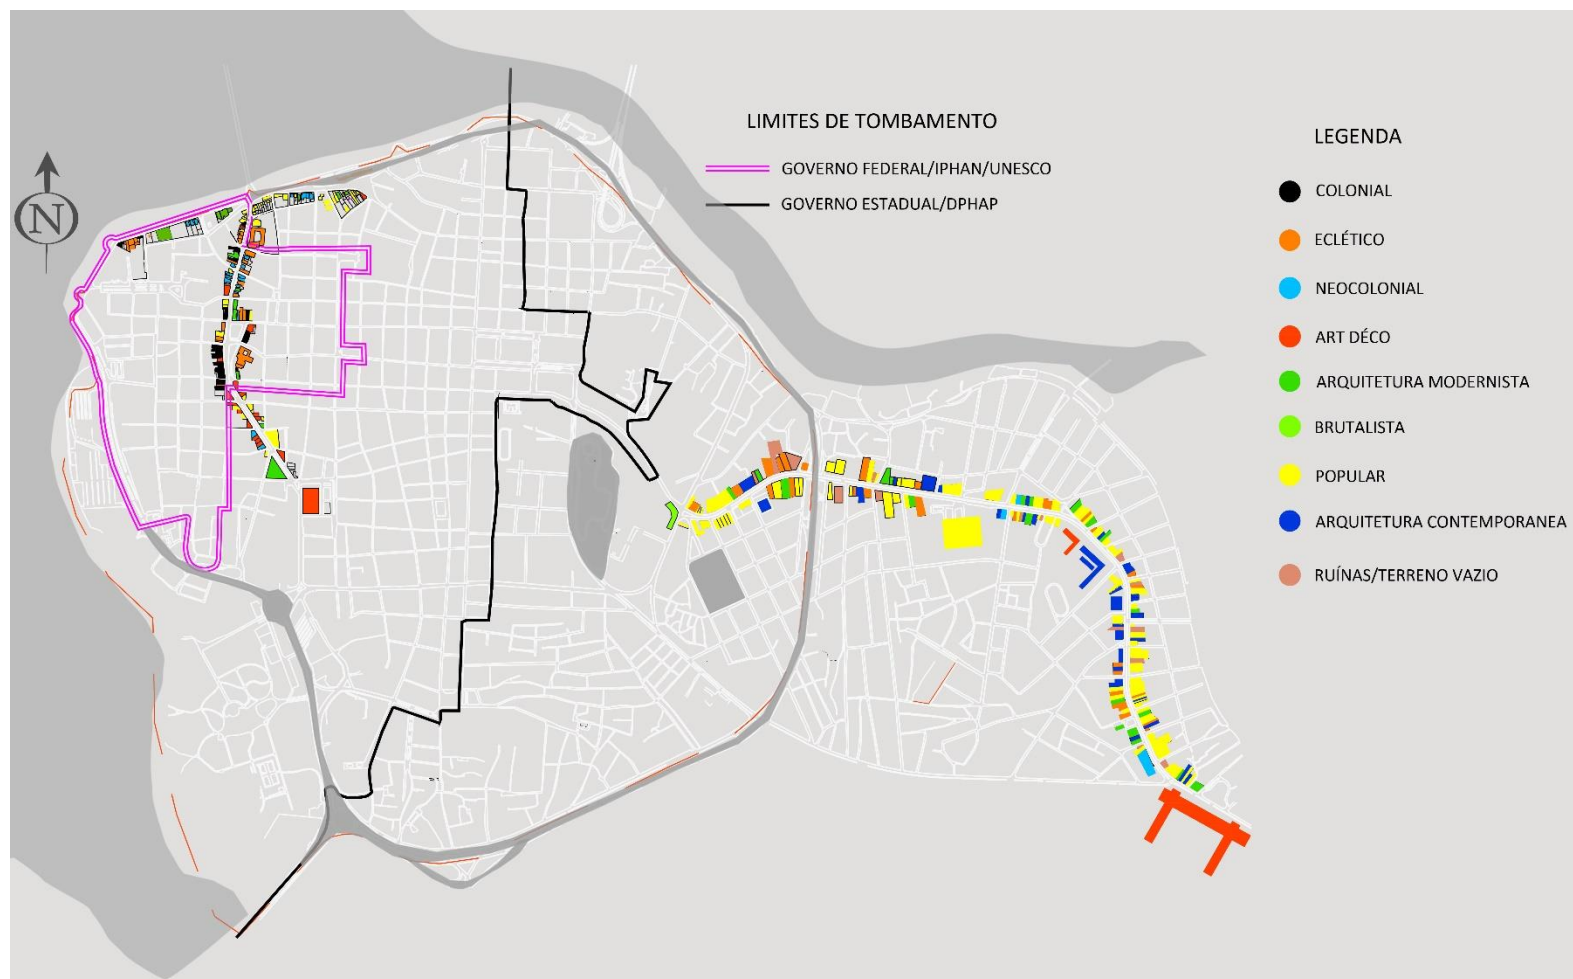 LIMITES DE TOMBAMENTO
GOVERNO FEDERAL/IPHAN/UNESCO
GOVERNO ESTADUAL/DPHAP
LEGENDA
COLONIAL
ECLÉTICO
NEOCOLONIAL
ART DÉCO
ARQUITETURA MODERNISTA
BRUTALISTA
POPULAR
ARQUITETURA CONTEMPORANEA
RUÍNAS/TERRENO VAZIO
N